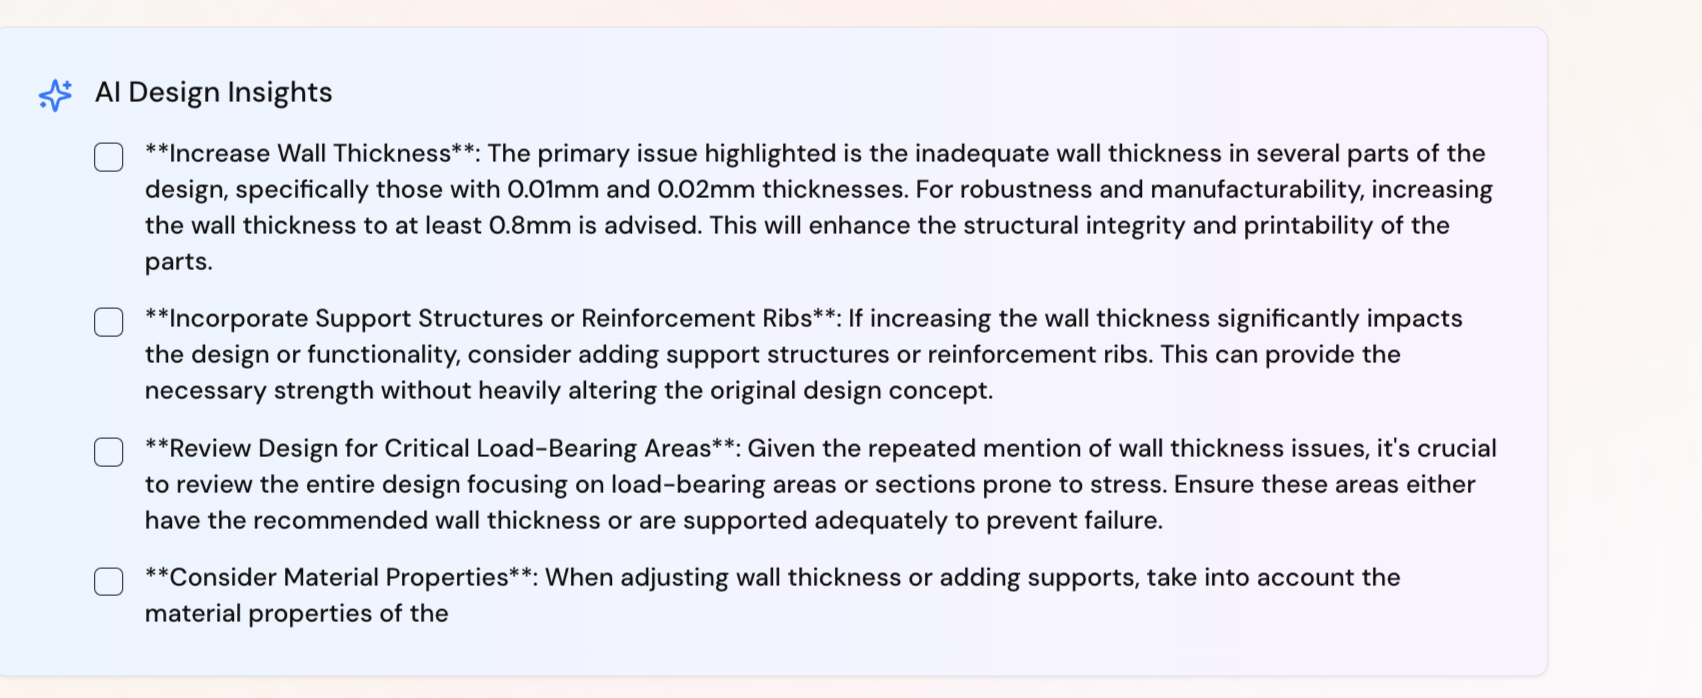 AI Design Insights
**Increase Wall Thickness**: The primary issue highlighted is the inadequate wall thickness in several parts of the
design, specifically those with 0.01mm and 0.02mm thicknesses. For robustness and manufacturability, increasing
the wall thickness to at least 0.8mm is advised. This will enhance the structural integrity and printability of the
parts.
**Incorporate Support Structures or Reinforcement Ribs**: If increasing the wall thickness significantly impacts
the design or functionality, consider adding support structures or reinforcement ribs. This can provide the
necessary strength without heavily altering the original design concept.
**Review Design for Critical Load-Bearing Areas**: Given the repeated mention of wall thickness issues, it's crucial
to review the entire design focusing on load-bearing areas or sections prone to stress. Ensure these areas either
have the recommended wall thickness or are supported adequately to prevent failure.
**Consider Material Properties**: When adjusting wall thickness or adding supports, take into account the
material properties of the